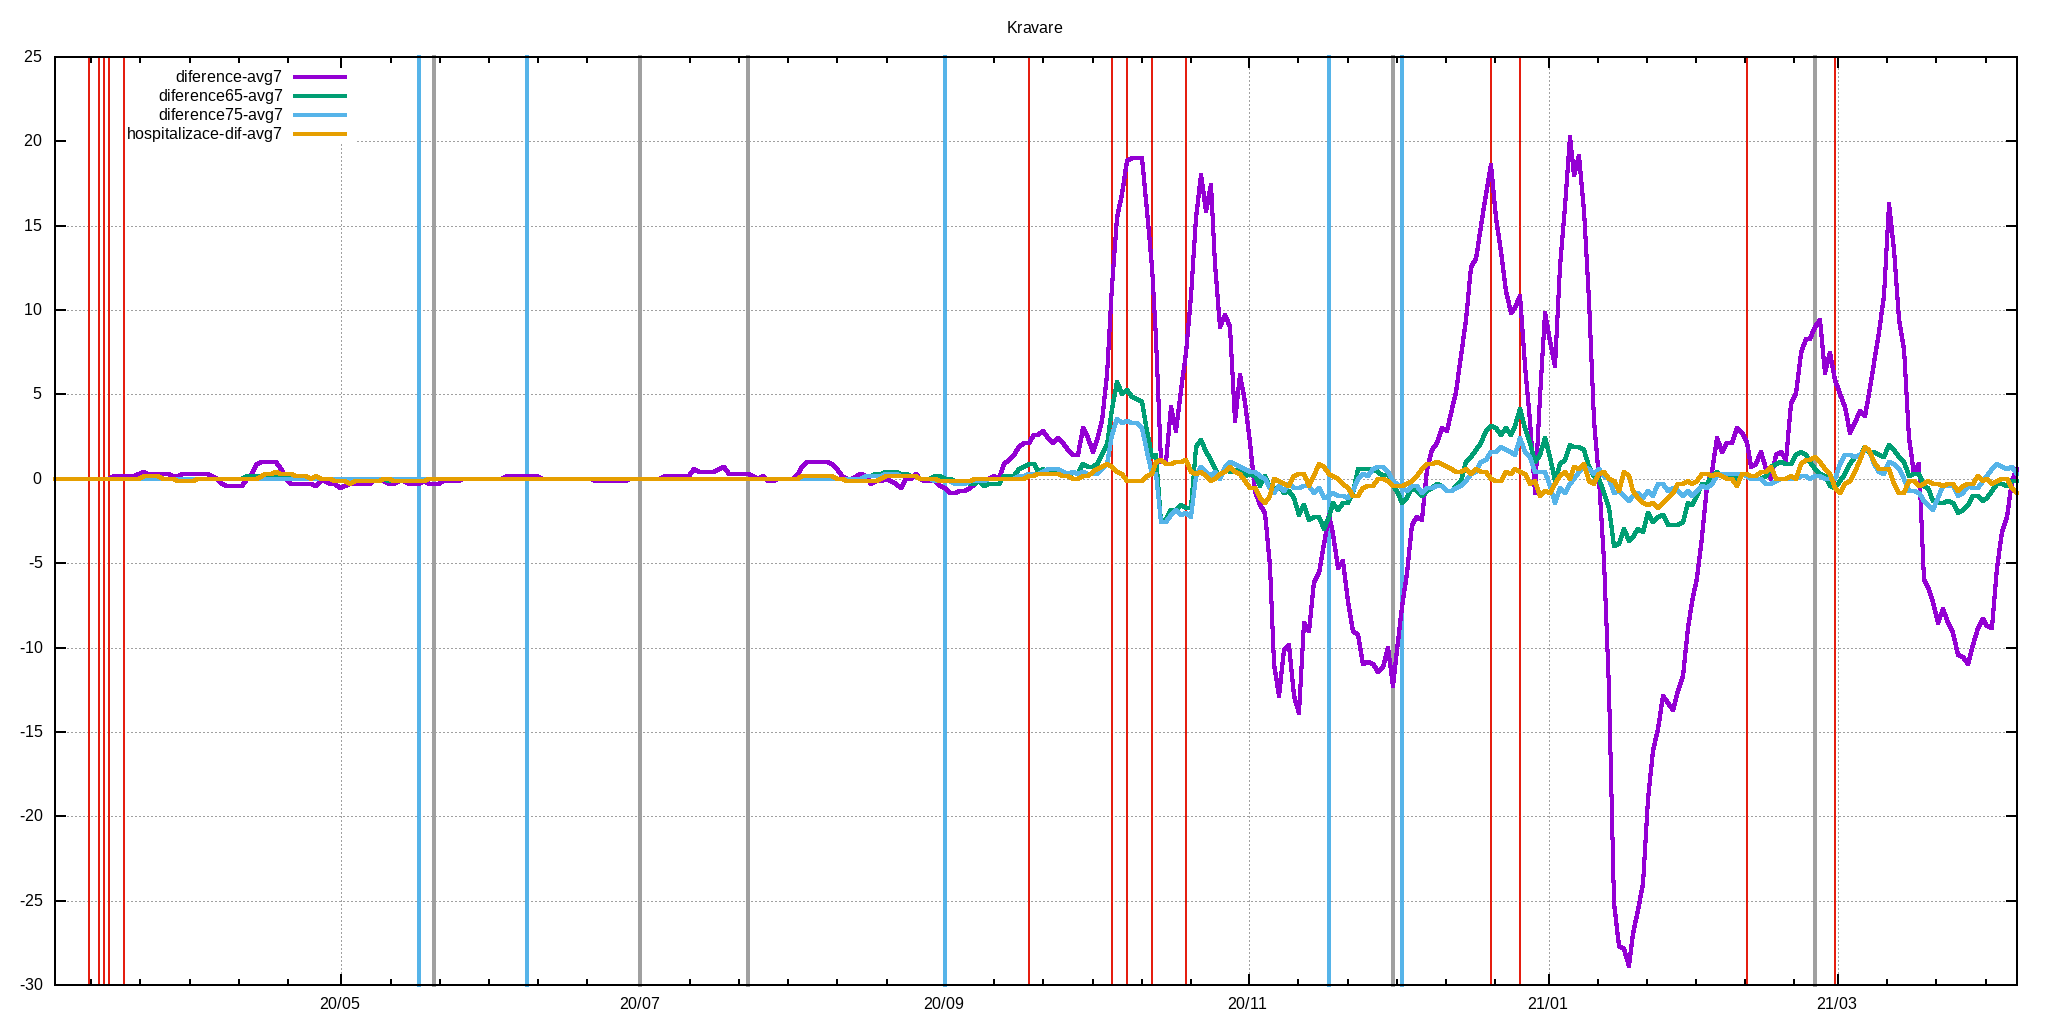 Kravare
25
diference-avg7
diference65-avg7
diference75-avg7
hospitalizace-dif-avg7
20
15
10
5
0
-5
-10
-15
-20
-25
-30
20/05 20/07 20/09 20/11 21/01 21/03